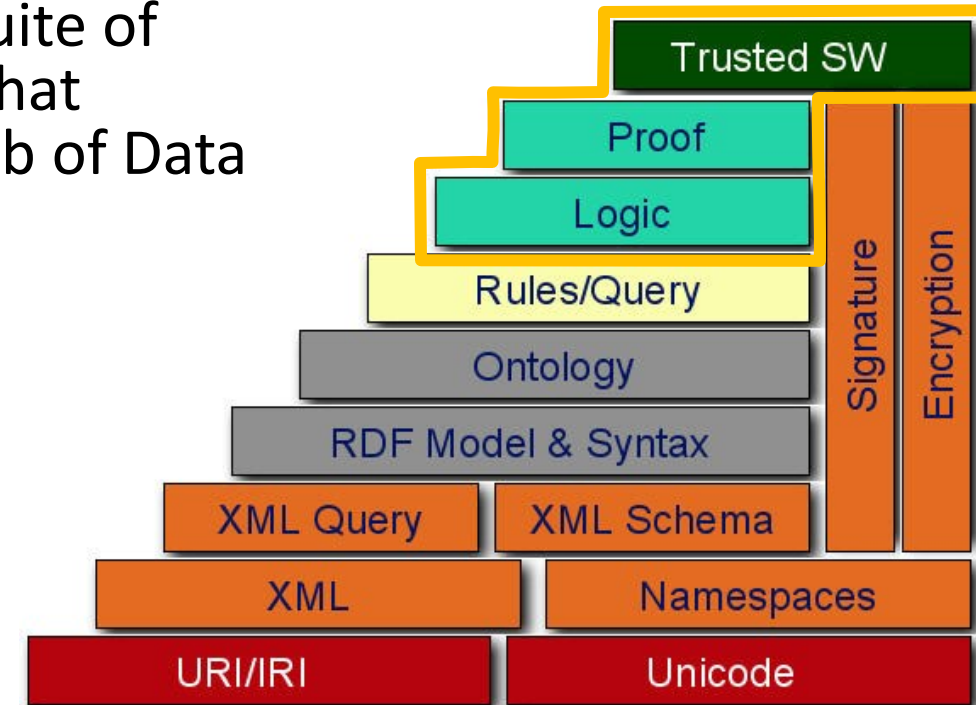 uite of
hat
b of Data
Trusted SW
Proof
Logic
Rules/Query
Ontology
RDF Model & Syntax
XML Query
XML Schema
Signature
Encryption
XML
Namespaces
URI/IRI
Unicode